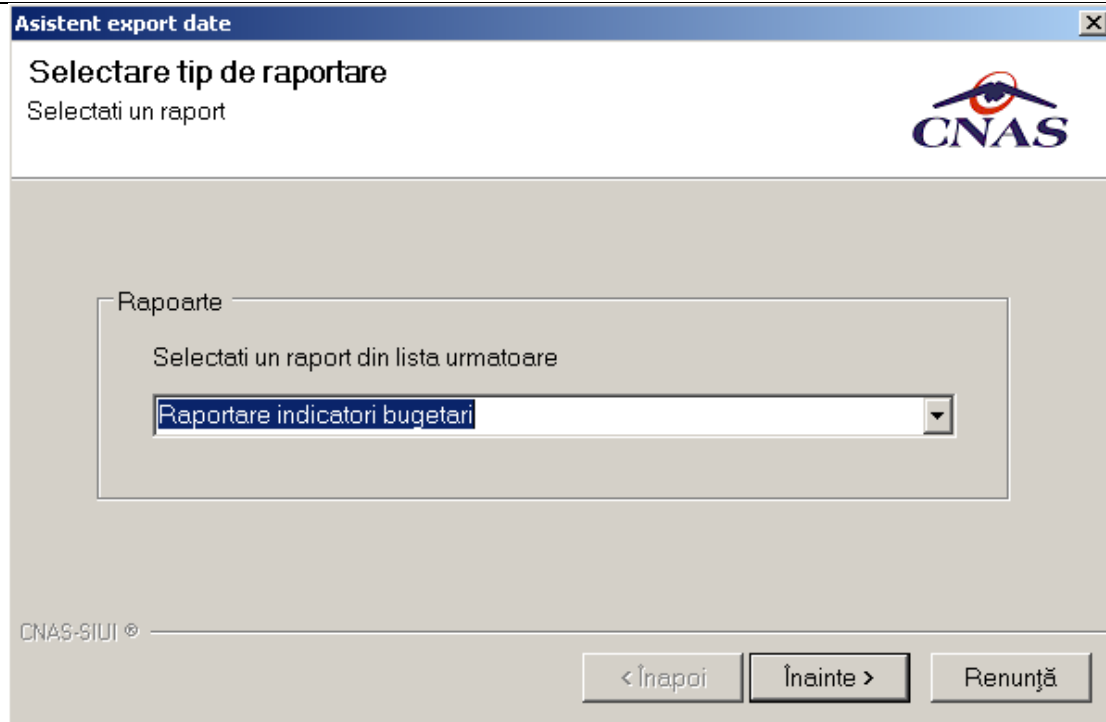 Asistent export date
Selectare tip de raportare
Selectati un raport
CNAS
Rapoarte
Selectati un raport din lista urmatoare
Raportare indicatori bugetari
CNAS-SIUI ®
< Înapoi
Înainte >
Renunţă